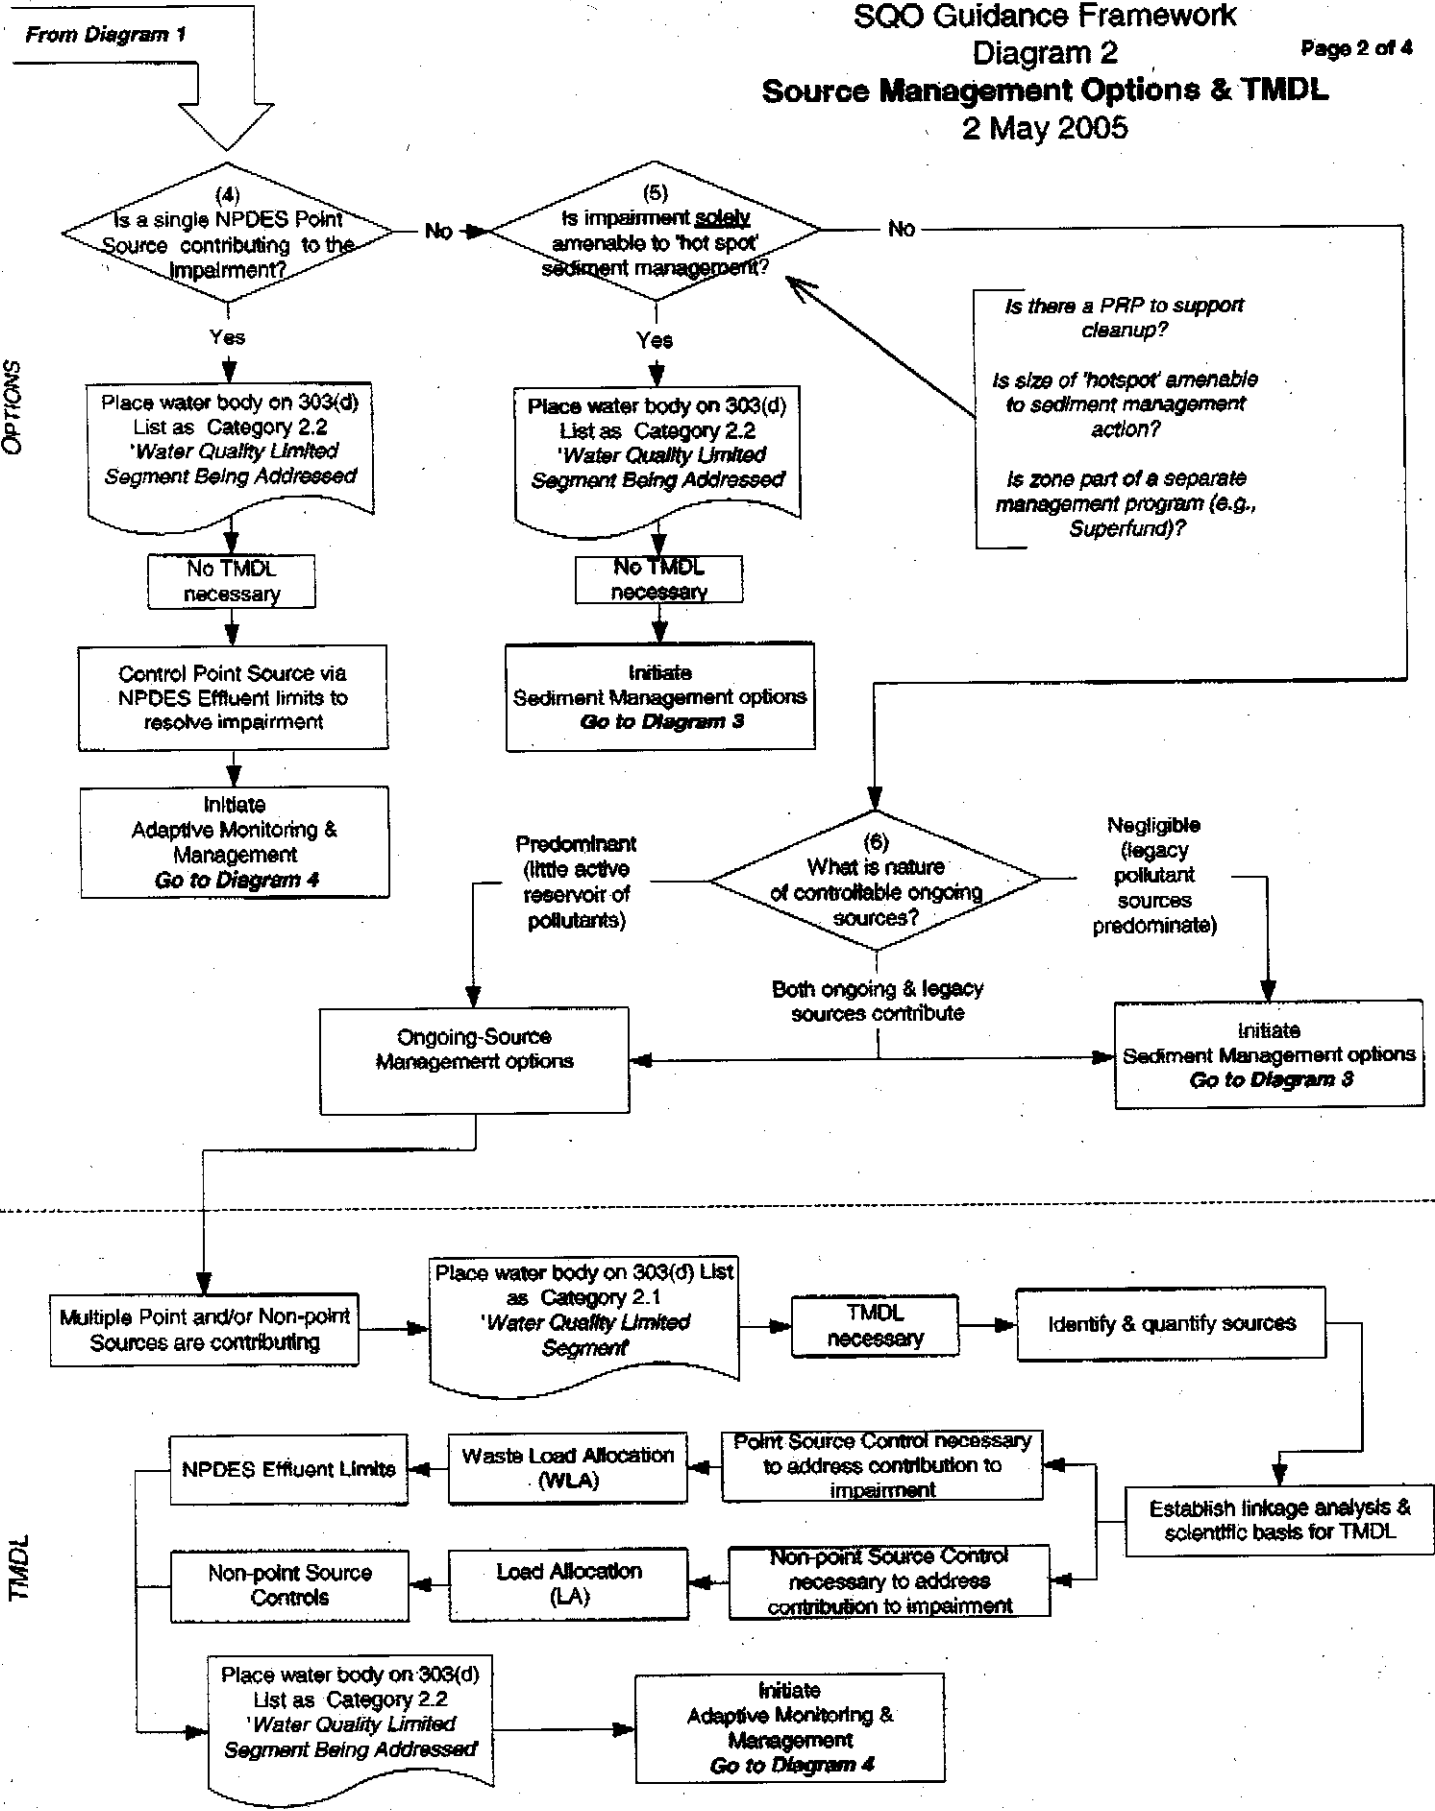 From Diagram 1
SQO Guidance Framework
Diagram 2
Page 2 of 4
Source Management Options & TMDL
2 May 2005
OPTIONS
(4)
Is a single NPDES Point
Source contributing to the
Impairment?
No
(5)
Is impairment solely
amenable to 'hot spot'
sediment management?
No
Yes
Yes
Is there a PRP to support
cleanup?
Is size of 'hotspot' amenable
to sediment management
action?
Is zone part of a separate
management program (e.g.,
Superfund)?
Place water body on 303(d)
List as Category 2.2
'Water Quality Limited
Segment Being Addressed
Place water body on 303(d)
List as Category 2.2
'Water Quality Limited
Segment Being Addressed
No TMDL
necessary
No TMDL
necessary
Control Point Source via
NPDES Effluent limits to
resolve impairment
Initiate
Sediment Management options
Go to Diagram 3
Initiate
Adaptive Monitoring &
Management
Go to Diagram 4
Predominant
(little active
reservoir of
pollutants)
(6)
What is nature
of controllable ongoing
sources?
Negligible
(legacy
pollutant
sources
predominate)
Both ongoing & legacy
sources contribute
Ongoing-Source
Management options
Initiate
Sediment Management options
Go to Diagram 3
TMDL
Multiple Point and/or Non-point
Sources are contributing
Place water body on 303(d) List
as Category 2.1
'Water Quality Limited
Segment'
TMDL
necessary
Identify & quantify sources
Establish linkage analysis &
scientific basis for TMDL
Point Source Control necessary
to address contribution to
impairment
Waste Load Allocation
(WLA)
NPDES Effluent Limits
Non-point Source Control
necessary to address
contribution to impairment
Load Allocation
(LA)
Non-point Source
Controls
Place water body on 303(d)
List as Category 2.2
'Water Quality Limited
Segment Being Addressed
Initiate
Adaptive Monitoring &
Management
Go to Diagram 4